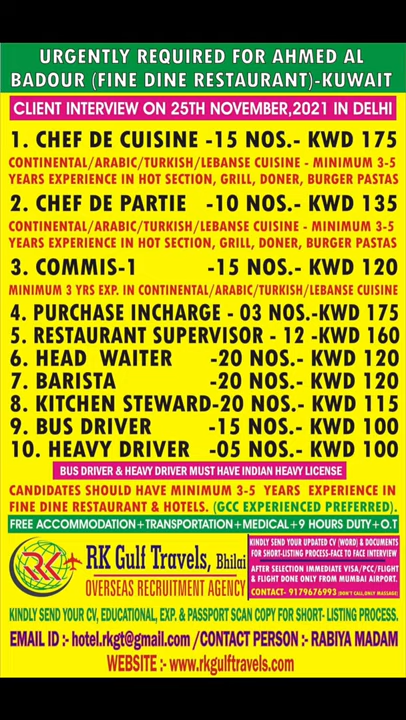 URGENTLY REQUIRED FOR AHMED AL
BADOUR (FINE DINE RESTAURANT)-KUWAIT
CLIENT INTERVIEW ON 25TH NOVEMBER,2021 IN DELHI
1. CHEF DE CUISINE -15 NOS.- KWD 175
CONTINENTAL/ARABIC/TURKISH/LEBANSE CUISINE - MINIMUM 3-5
YEARS EXPERIENCE IN HOT SECTION, GRILL, DONER, BURGER PASTAS
2. CHEF DE PARTIE -10 NOS.- KWD 135
CONTINENTAL/ARABIC/TURKISH/LEBANSE CUISINE - MINIMUM 3-5
YEARS EXPERIENCE IN HOT SECTION, GRILL, DONER, BURGER PASTAS
3. COMMIS-1 -15 NOS.- KWD 120
MINIMUM 3 YRS EXP. IN CONTINENTAL/ARABIC/TURKISH/LEBANSE CUISINE
4. PURCHASE INCHARGE - 03 NOS.-KWD 175
5. RESTAURANT SUPERVISOR - 12 -KWD 160
6. HEAD WAITER -20 NOS.- KWD 120
7. BARISTA -20 NOS.- KWD 120
8. KITCHEN STEWARD-20 NOS.- KWD 115
9. BUS DRIVER -15 NOS.- KWD 100
10. HEAVY DRIVER -05 NOS.- KWD 100
BUS DRIVER & HEAVY DRIVER MUST HAVE INDIAN HEAVY LICENSE
CANDIDATES SHOULD HAVE MINIMUM 3-5 YEARS EXPERIENCE IN
FINE DINE RESTAURANT & HOTELS. (GCC EXPERIENCED PREFERRED).
FREE ACCOMMODATION+TRANSPORTATION+MEDICAL+9 HOURS DUTY+O.T
RK
RK Gulf Travels, Bhilai
OVERSEAS RECRUITMENT AGENCY
KINDLY SEND YOUR UPDATED CV (WORD) & DOCUMENTS
FOR SHORT-LISTING PROCESS-FACE TO FACE INTERVIEW
AFTER SELECTION IMMEDIATE VISA/PCC/FLIGHT
& FLIGHT DONE ONLY FROM MUMBAI AIRPORT.
CONTACT- 9179676993 (DON'T CALL.ONLY MASSAGE)
KINDLY SEND YOUR CV, EDUCATIONAL, EXP. & PASSPORT SCAN COPY FOR SHORT- LISTING PROCESS.
EMAIL ID :- hotel.rkgt@gmail.com /CONTACT PERSON :- RABIYA MADAM
WEBSITE :- www.rkgulftravels.com